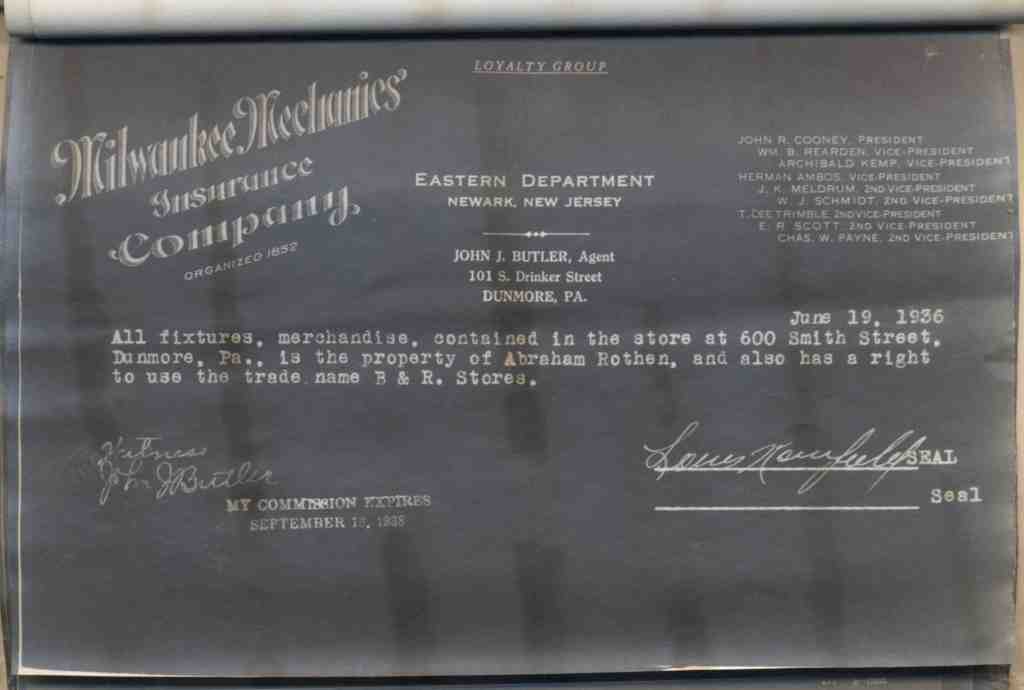 LOYALTY GROUP
Milwaukee Mechanics'
Insurance
Company,
ORGANIZED 1852
EASTERN DEPARTMENT
NEWARK, NEW JERSEY
JOHN J. BUTLER, Agent
101 S. Drinker Street
DUNMORE, PA.
JOHN R. COONEY, PRESIDENT
WM. B. REARDEN, VICE-PRESIDENT
ARCHIBALD KEMP, VICE-PRESIDENT
HERMAN AMBOS, VICE-PRESIDENT
J. K. MELDRUM, 2ND VICE-PRESIDENT
W. J. SCHMIDT, 2ND VICE-PRESIDENT
T. LEE TRIMBLE, 2ND VICE-PRESIDENT
E. R. SCOTT, 2ND VICE-PRESIDENT
CHAS. W. PAYNE, 2ND VICE-PRESIDENT
June 19, 1936
All fixtures, merchandise, contained in the store at 600 Smith Street,
Dunmore, Pa., is the property of Abraham Rothen, and also has a right
to use the trade name B & R. Stores.
Witness
John J Butler
MY COMMISSION EXPIRES
SEPTEMBER 1938
Louis SEAL
Seal